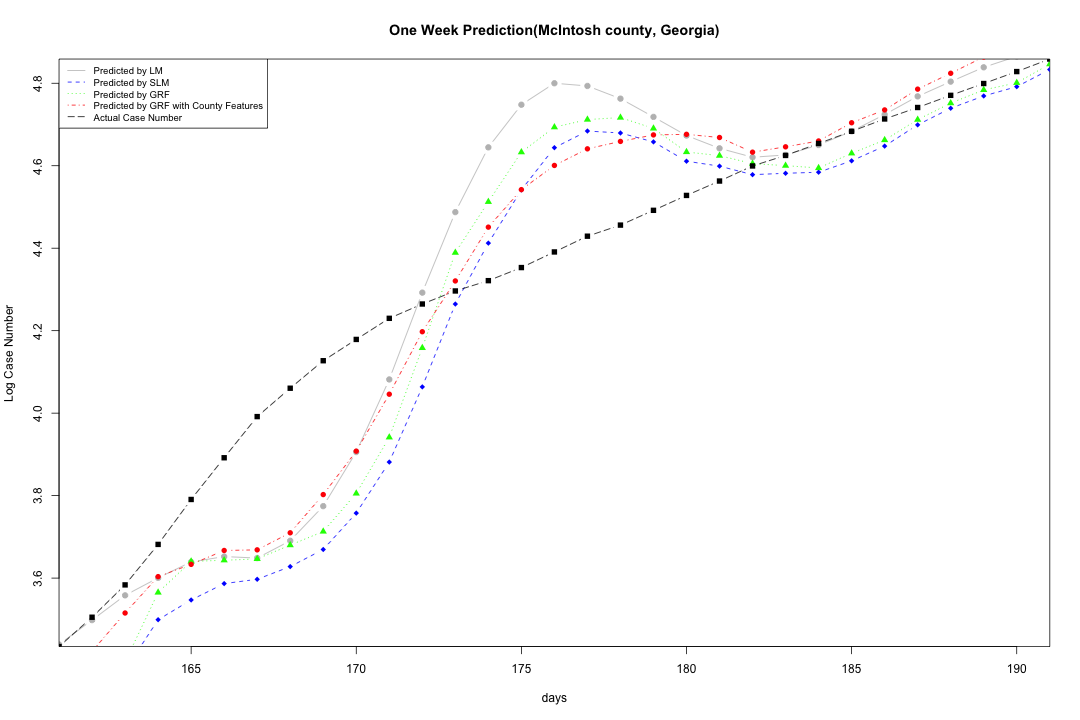 One Week Prediction(McIntosh county, Georgia)
Predicted by LM
Predicted by SLM
Predicted by GRF
Predicted by GRF with County Features
Actual Case Number
4.8
4.6
4.4
4.2
4.0
3.8
3.6
Log Case Number
165 170 175 180 185 190
days